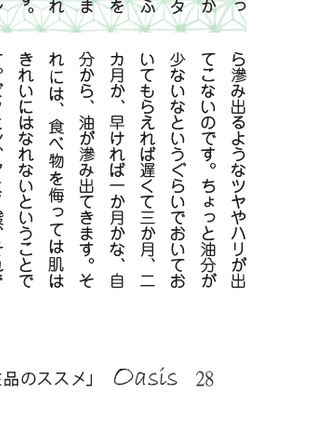 ら滲み出るようなツヤやハリが出
てこないのです。ちょっと油分が
少ないなというぐらいでおいてお
いてもらえれば遅くて三か月、二
カ月か、早ければ一か月かな、自
分から、油が滲み出てきます。そ
れには、食べ物を侮っては肌は
きれいにはなれないということで
品のススメ」 Oasis 28